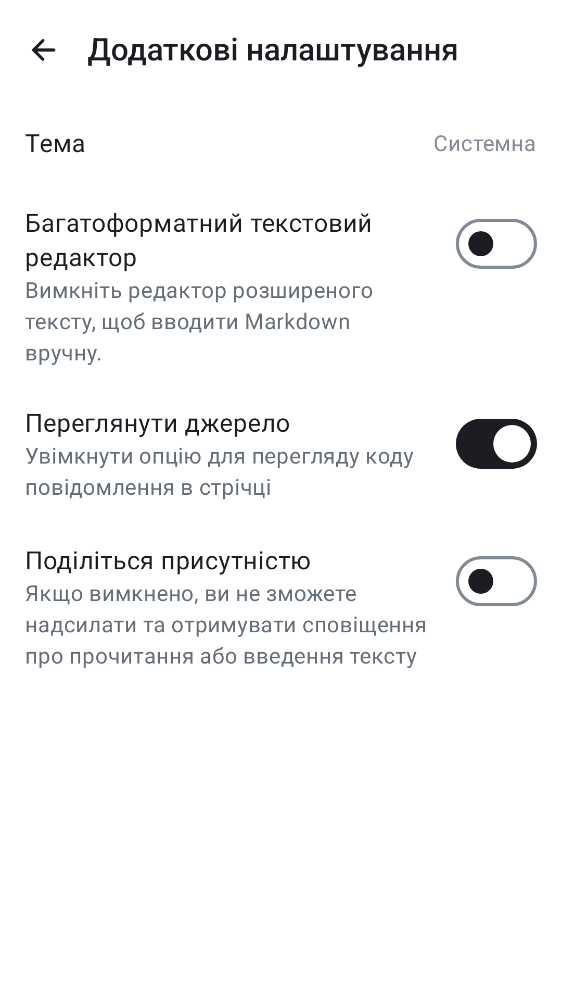 Додаткові налаштування
Тема
Системна
Багатоформатний текстовий
редактор
Вимкніть редактор розширеного
тексту, щоб вводити Markdown
вручну.
Переглянути джерело
Увімкнути опцію для перегляду коду
повідомлення в стрічці
Поділіться присутністю
Якщо вимкнено, ви не зможете
надсилати та отримувати сповіщення
про прочитання або введення тексту